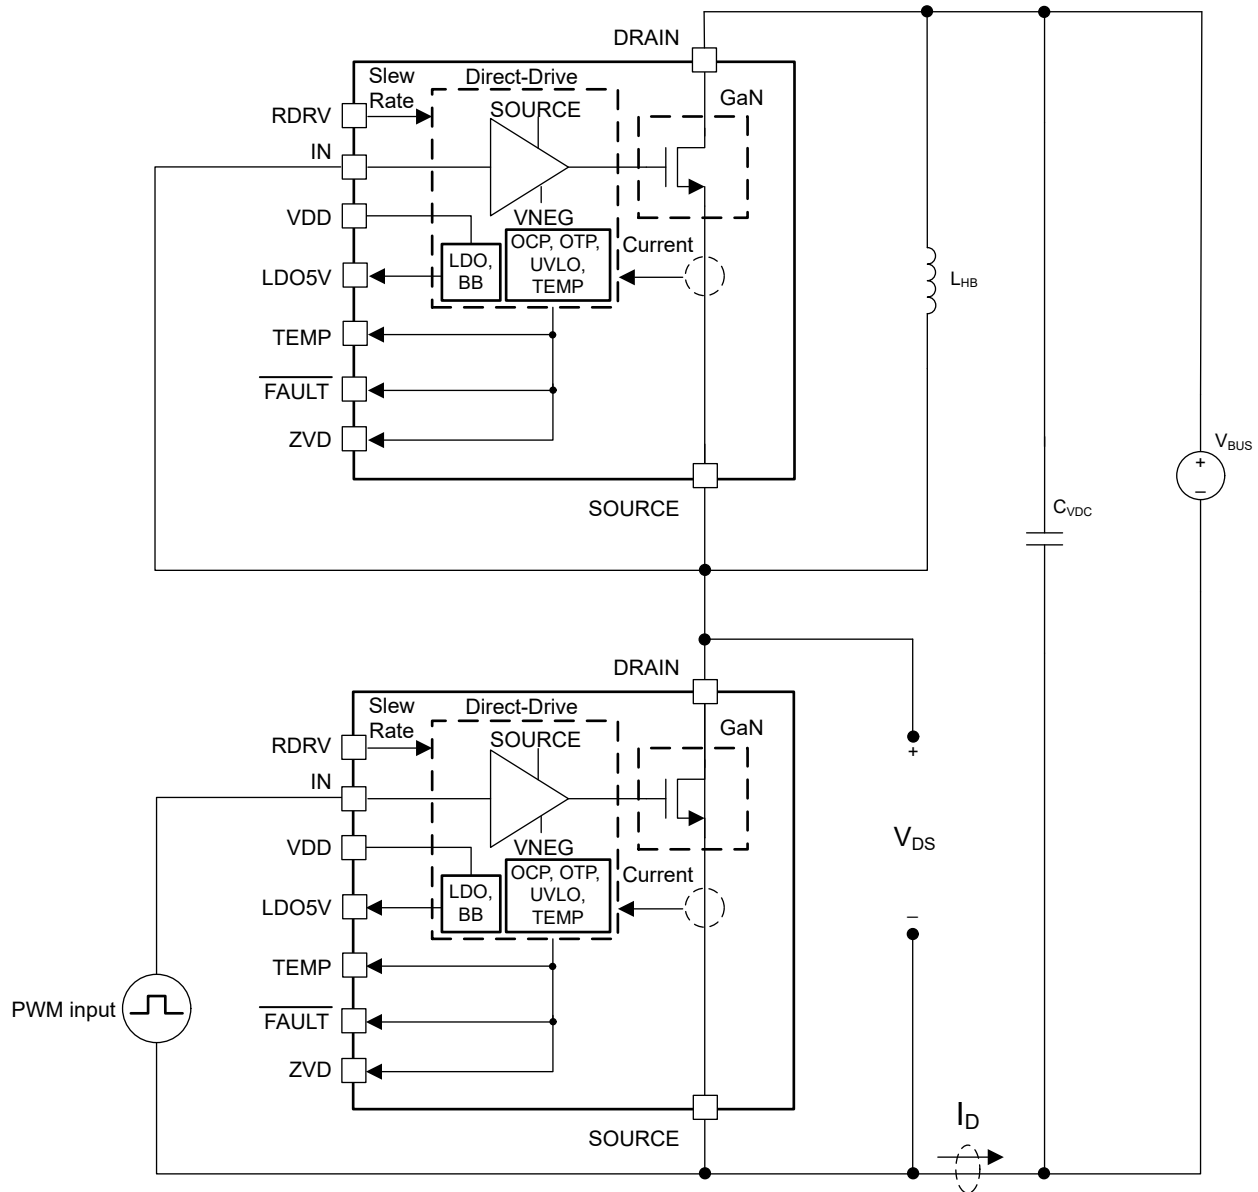 DRAIN
Slew
Rate
Direct-Drive
SOURCE
GaN
RDRV
IN
VDD
VNEG
LDO,
BB
OCP, OTP,
UVLO,
TEMP
Current
LDO5V
TEMP
FAULT
ZVD
SOURCE
LHB
CVDC
VBUS
+
–
DRAIN
Slew
Rate
Direct-Drive
SOURCE
GaN
RDRV
IN
VDD
VNEG
LDO,
BB
OCP, OTP,
UVLO,
TEMP
Current
LDO5V
TEMP
FAULT
ZVD
SOURCE
PWM input
+
VDS
–
ID